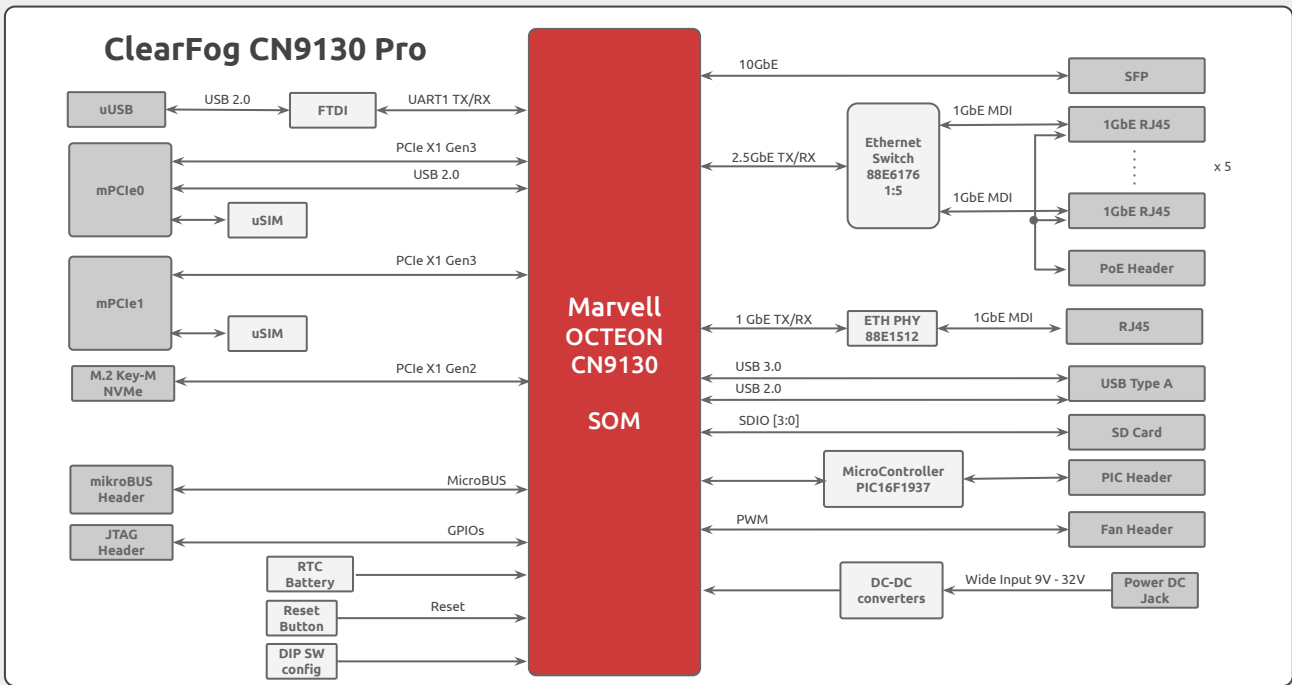 ClearFog CN9130 Pro
uUSB
USB 2.0
FTDI
UART1 TX/RX
mPCIe0
PCIe X1 Gen3
USB 2.0
uSIM
mPCIe1
PCIe X1 Gen3
uSIM
M.2 Key-M
NVMe
PCIe X1 Gen2
mikroBUS
Header
MicroBUS
JTAG
Header
GPIOs
RTC
Battery
Reset
Button
Reset
DIP SW
config
Marvell
OCTEON
CN9130
SOM
10GbE
SFP
2.5GbE TX/RX
Ethernet
Switch
88E6176
1:5
1GbE MDI
1GbE RJ45
x 5
1GbE MDI
1GbE RJ45
PoE Header
1 GbE TX/RX
ETH PHY
88E1512
1GbE MDI
RJ45
USB 3.0
USB 2.0
USB Type A
SDIO [3:0]
SD Card
MicroController
PIC16F1937
PIC Header
PWM
Fan Header
DC-DC
converters
Wide Input 9V - 32V
Power DC
Jack